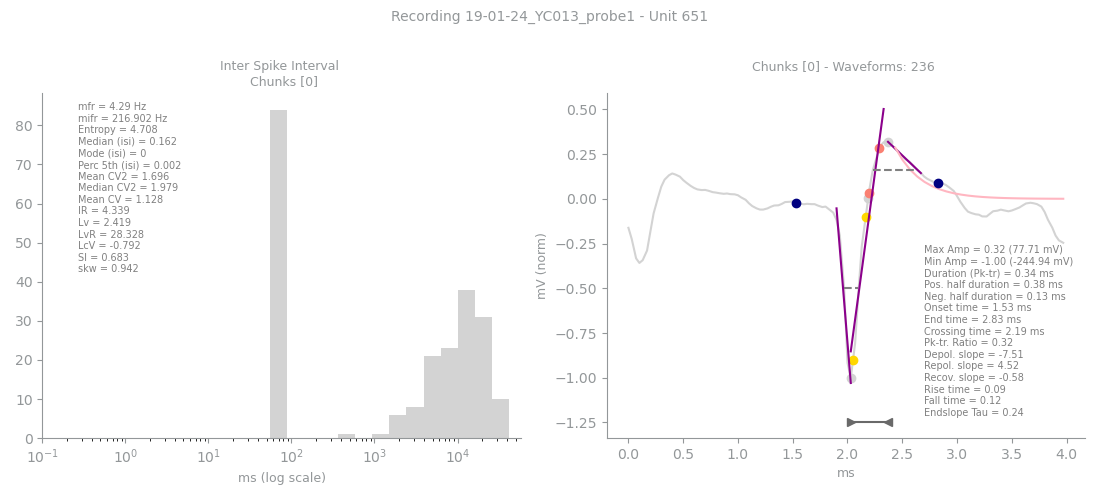 Recording 19-01-24_YC013_probe1 - Unit 651
Inter Spike Interval
Chunks [0]
mfr = 4.29 Hz
mifr = 216.902 Hz
Entropy = 4.708
Median (isi) = 0.162
Mode (isi) = 0
Perc 5th (isi) = 0.002
Mean CV2 = 1.696
Median CV2 = 1.979
Mean CV = 1.128
IR = 4.339
Lv = 2.419
LvR = 28.328
LcV = -0.792
SI = 0.683
skw = 0.942
80
70
60
50
40
30
20
10
0
10⁻¹ 10⁰ 10¹ 10² 10³ 10⁴
ms (log scale)
Chunks [0] - Waveforms: 236
mV (norm)
0.50
0.25
0.00
−0.25
−0.50
−0.75
−1.00
−1.25
Max Amp = 0.32 (77.71 mV)
Min Amp = -1.00 (-244.94 mV)
Duration (Pk-tr) = 0.34 ms
Pos. half duration = 0.38 ms
Neg. half duration = 0.13 ms
Onset time = 1.53 ms
End time = 2.83 ms
Crossing time = 2.19 ms
Pk-tr. Ratio = 0.32
Depol. slope = -7.51
Repol. slope = 4.52
Recov. slope = -0.58
Rise time = 0.09
Fall time = 0.12
Endslope Tau = 0.24
0.0 0.5 1.0 1.5 2.0 2.5 3.0 3.5 4.0
ms